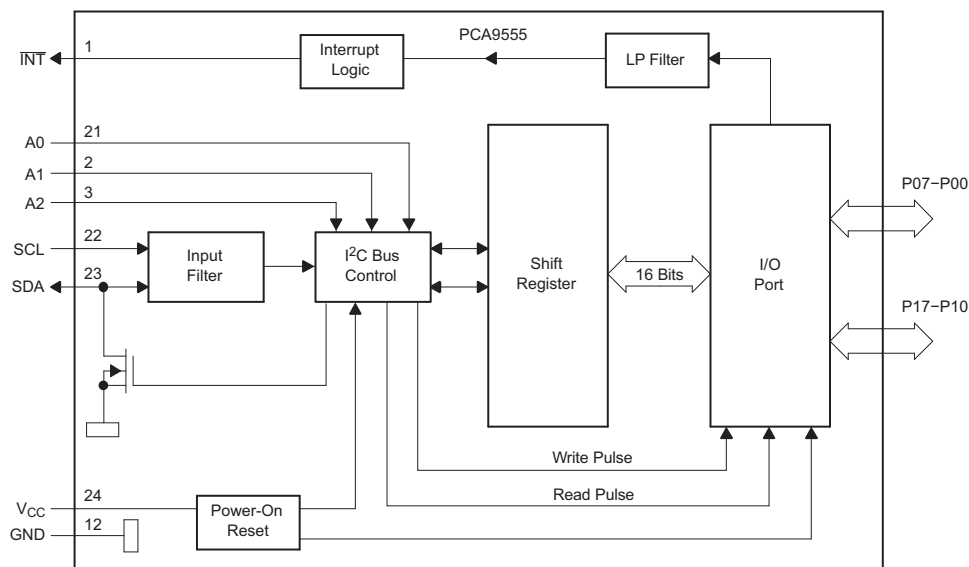 PCA9555
INT
1
Interrupt
Logic
LP Filter
A0
21
A1
2
A2
3
SCL
22
SDA
23
Input
Filter
I²C Bus
Control
Shift
Register
16 Bits
I/O
Port
P07−P00
P17−P10
Write Pulse
Read Pulse
VCC
24
GND
12
Power-On
Reset